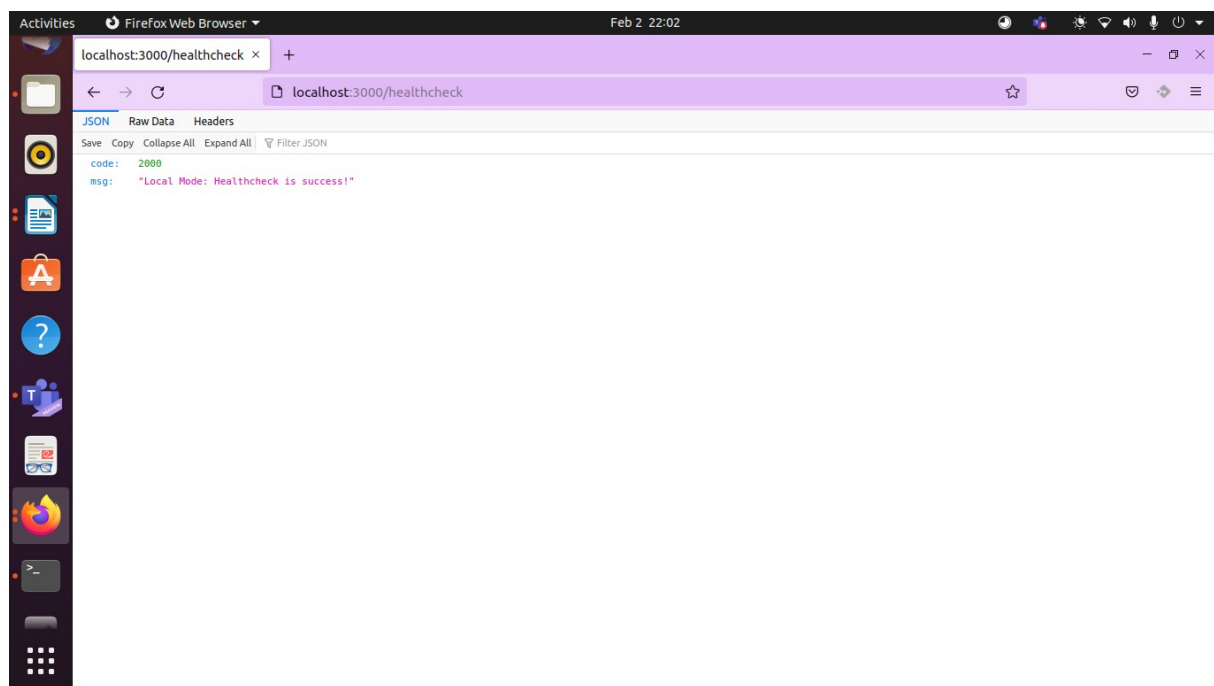 Activities Firefox Web Browser Feb 2 22:02
localhost:3000/healthcheck
localhost:3000/healthcheck
JSON Raw Data Headers
Save Copy Collapse All Expand All Filter JSON
code: 2000
msg: "Local Mode: Healthcheck is success!"